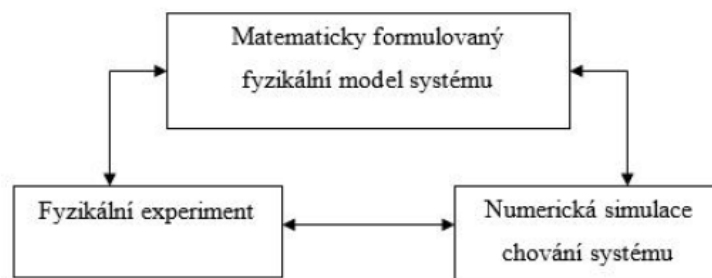 Matematicky formulovaný
fyzikální model systému
Fyzikální experiment
Numerická simulace
chování systému